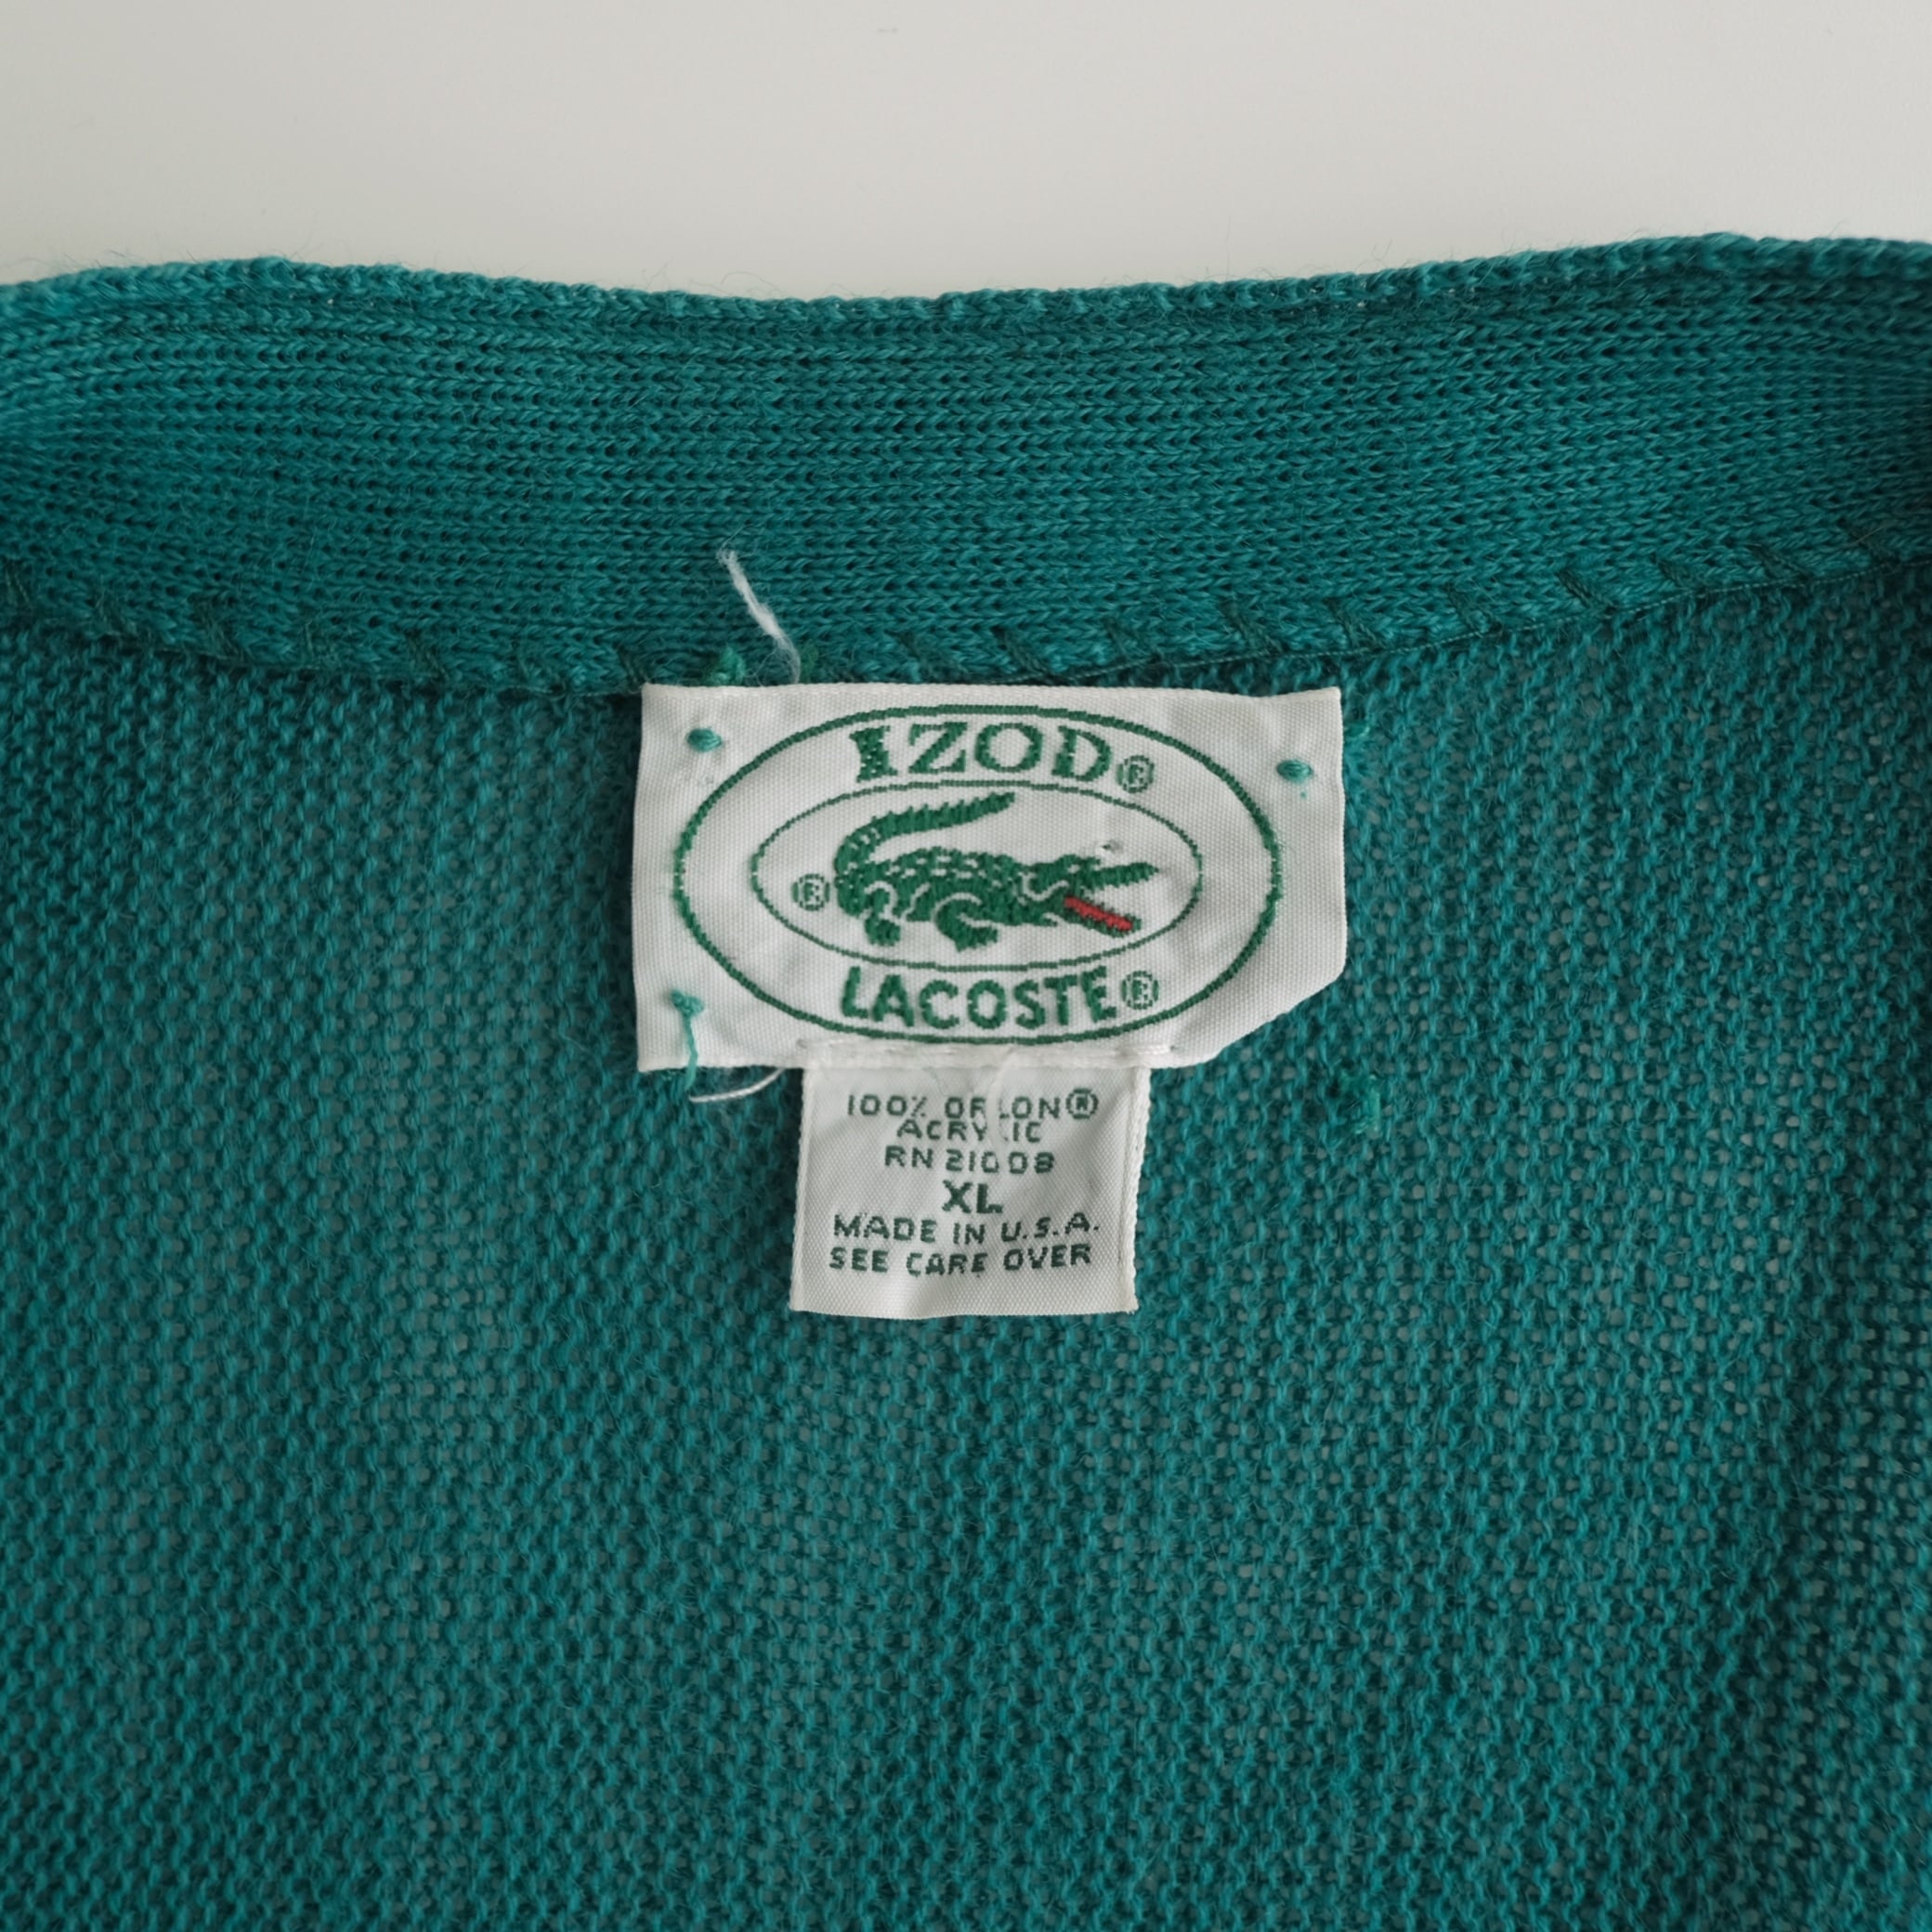 IZOD®
®
LACOSTE®
100% ORLON®
ACRYLIC
RN 21008
XL
MADE IN U.S.A.
SEE CARE OVER